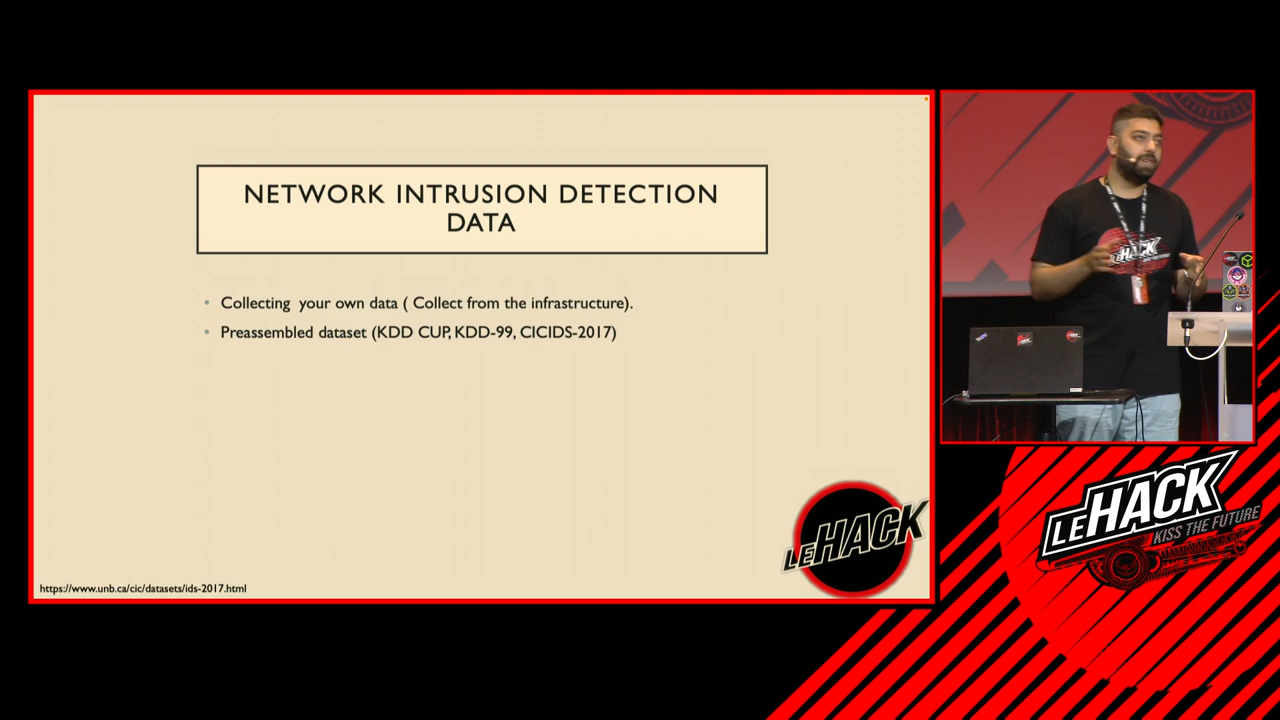 NETWORK INTRUSION DETECTION
DATA
• Collecting your own data ( Collect from the infrastructure).
• Preassembled dataset (KDD CUP, KDD-99, CICIDS-2017)
LEHACK
https://www.unb.ca/cic/datasets/ids-2017.html
LEHACK
LEHACK
KISS THE FUTURE